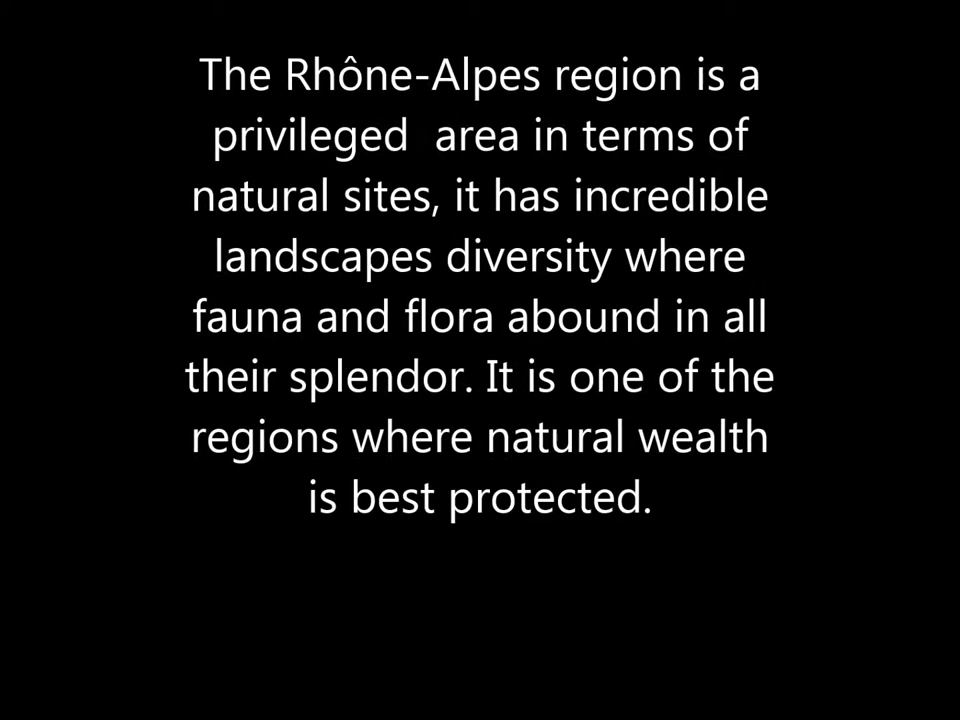 The Rhône-Alpes region is a
privileged  area in terms of
natural sites, it has incredible
landscapes diversity where
fauna and flora abound in all
their splendor. It is one of the
regions where natural wealth
is best protected.